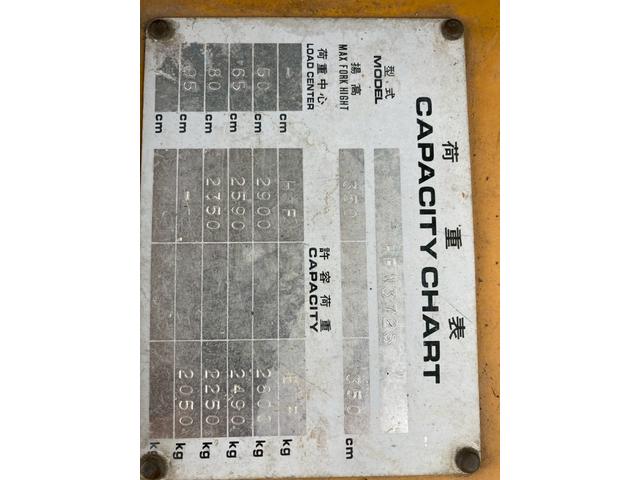 荷重表
CAPACITY CHART
型式
MODEL
揚高
MAX FORK HIGHT 350 350 cm
荷重中心 許容荷重
LOAD CENTER CAPACITY
- cm kg
50 cm 2900 kg
65 cm 2590 2490 kg
80 cm 2350 2250 kg
95 cm - 2050 kg